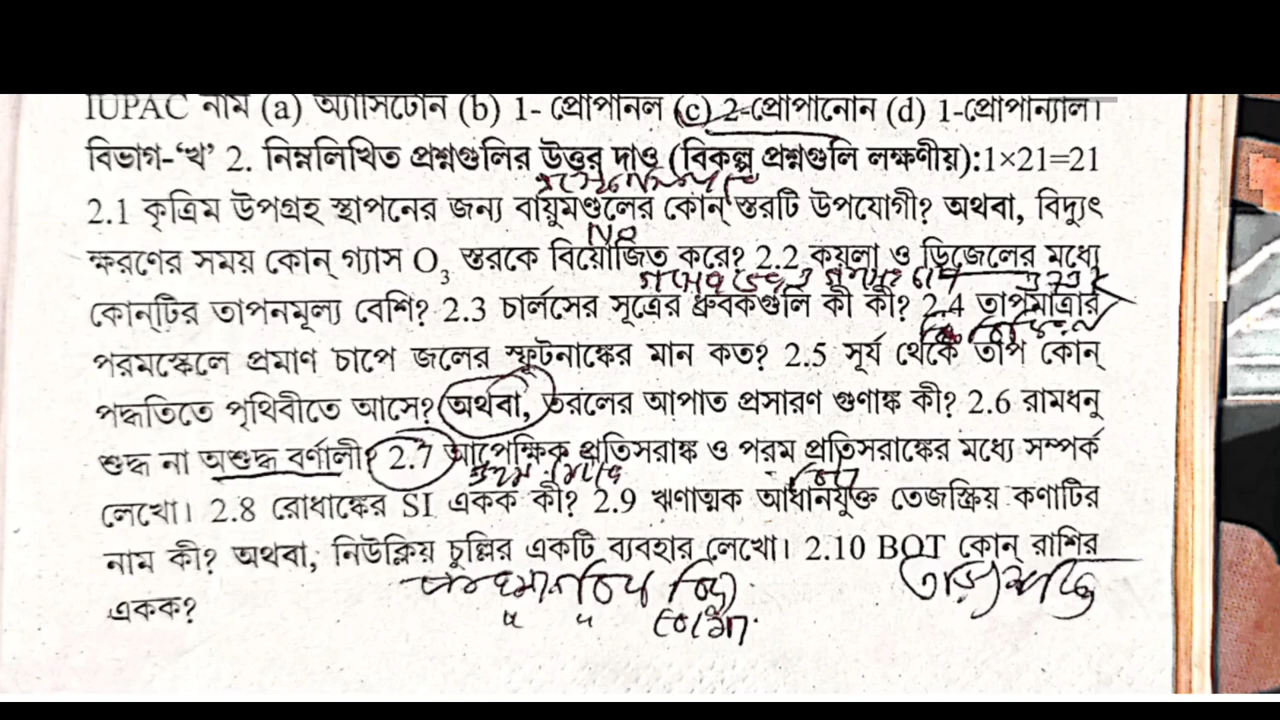 IUPAC নাম (a) অ্যাসিটোন (b) 1- প্রোপানল (c) 2-প্রোপানোন (d) 1-প্রোপান্যাল।
বিভাগ-‘খ’ 2. নিম্নলিখিত প্রশ্নগুলির উত্তর দাও (বিকল্প প্রশ্নগুলি লক্ষণীয়):1×21=21
2.1 কৃত্রিম উপগ্রহ স্থাপনের জন্য বায়ুমণ্ডলের কোন্ স্তরটি উপযোগী? অথবা, বিদ্যুৎ
NO
ক্ষরণের সময় কোন্ গ্যাস O₃ স্তরকে বিয়োজিত করে? 2.2 কয়লা ও ডিজেলের মধ্যে
কোন্‌টির তাপনমূল্য বেশি? 2.3 চার্লসের সূত্রের ধ্রুবকগুলি কী কী? 2.4 তাপমাত্রার
পরমস্কেলে প্রমাণ চাপে জলের স্ফুটনাঙ্কের মান কত? 2.5 সূর্য থেকে তাপ কোন্
পদ্ধতিতে পৃথিবীতে আসে? অথবা, তরলের আপাত প্রসারণ গুণাঙ্ক কী? 2.6 রামধনু
শুদ্ধ না অশুদ্ধ বর্ণালী? 2.7 আপেক্ষিক প্রতিসরাঙ্ক ও পরম প্রতিসরাঙ্কের মধ্যে সম্পর্ক
লেখো। 2.8 রোধাঙ্কের SI একক কী? 2.9 ঋণাত্মক আধানযুক্ত তেজস্ক্রিয় কণাটির
নাম কী? অথবা, নিউক্লিয় চুল্লির একটি ব্যবহার লেখো। 2.10 BOT কোন্ রাশির
একক?